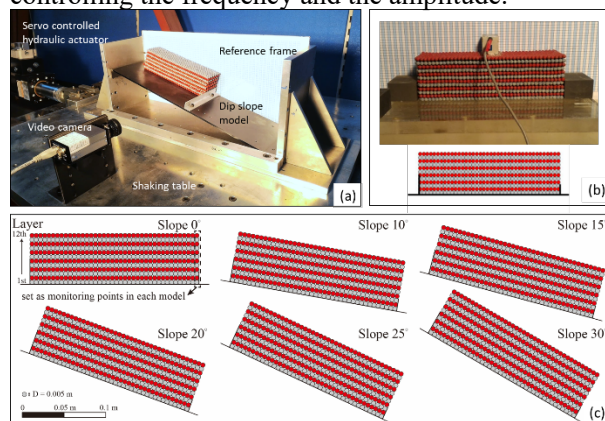 controlling the frequency and the amplitude.
Servo controlled
hydraulic actuator
Reference frame
Dip slope
model
Video camera
Shaking table
(a)
(b)
Layer
12th
1st
Slope 0°
Slope 10°
Slope 15°
set as monitoring points in each model
Slope 20°
Slope 25°
Slope 30°
D = 0.005 m
0 0.05 m 0.1 m
(c)